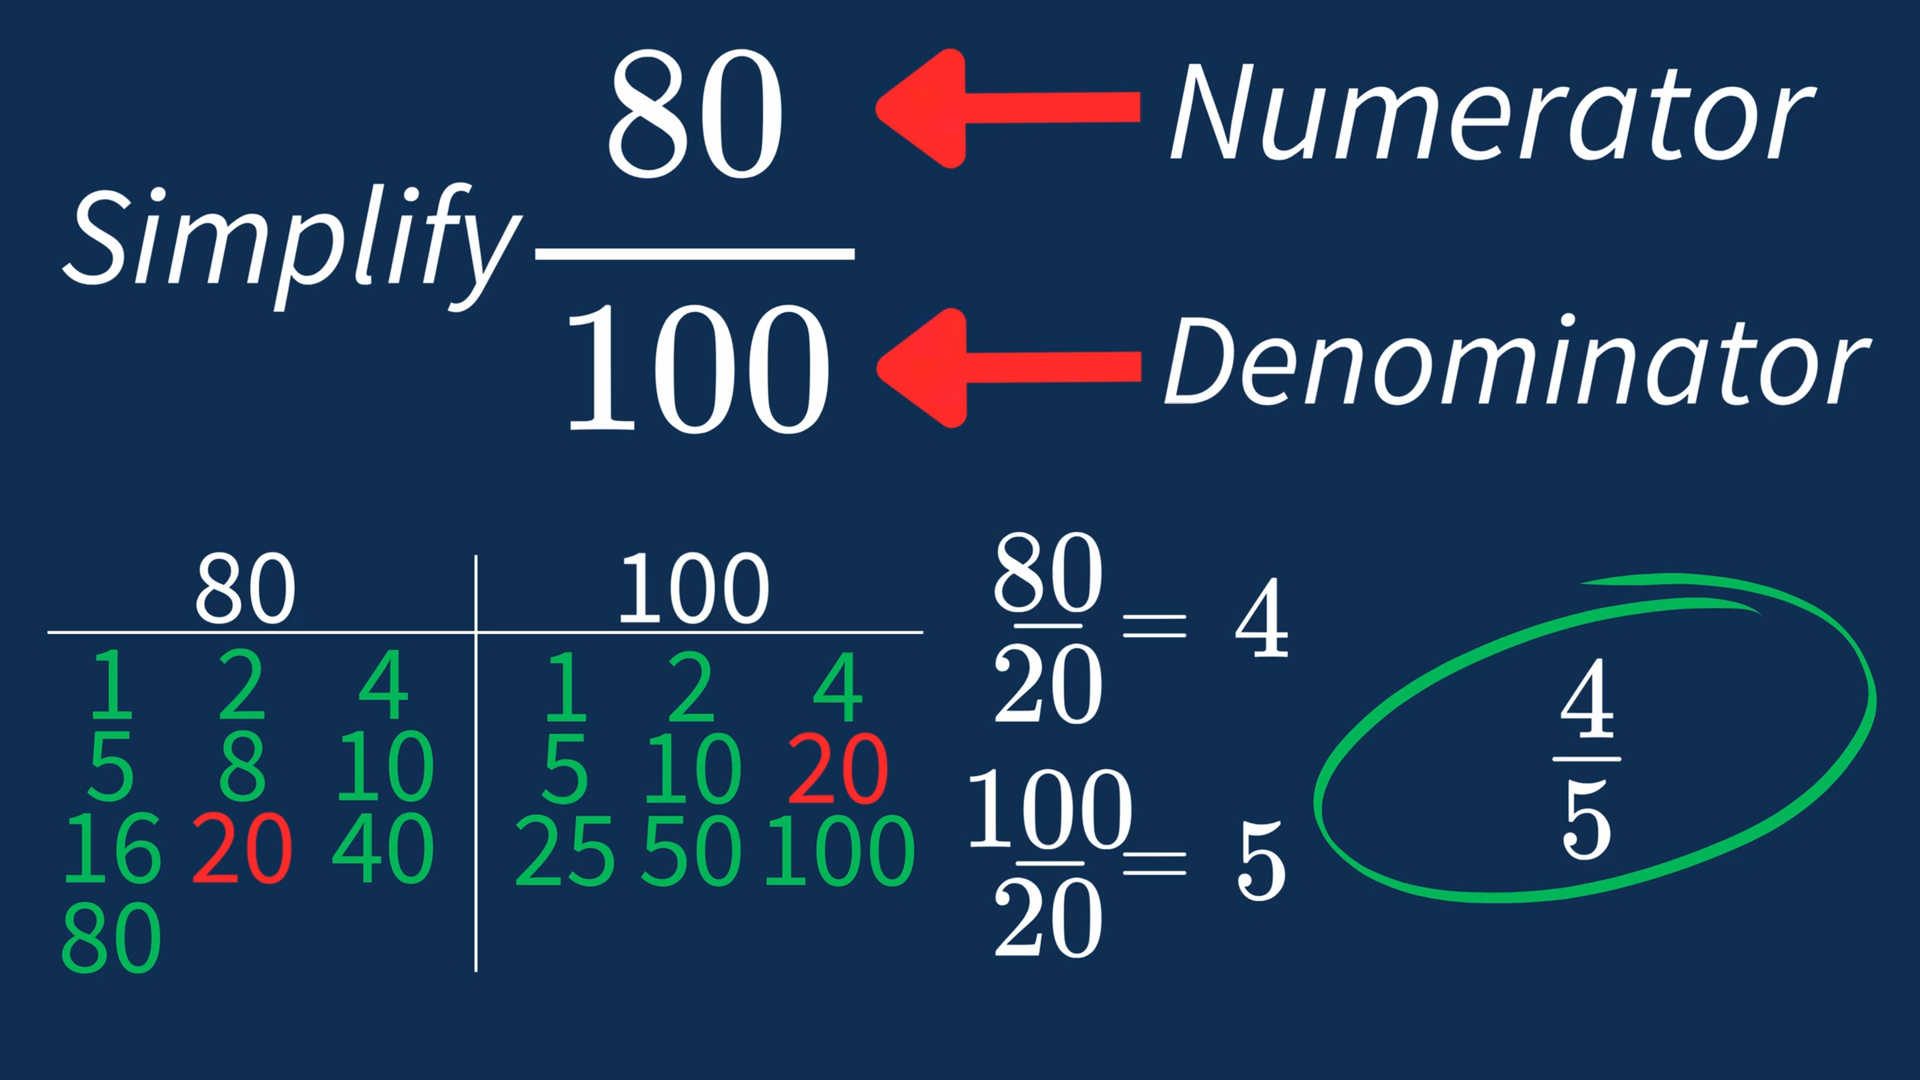 80 Numerator
Simplify
100 Denominator
80 100
1 2 4 1 2 4
5 8 10 5 10 20
16 20 40 25 50 100
80
80
20
= 4
100
20
= 5
4
5